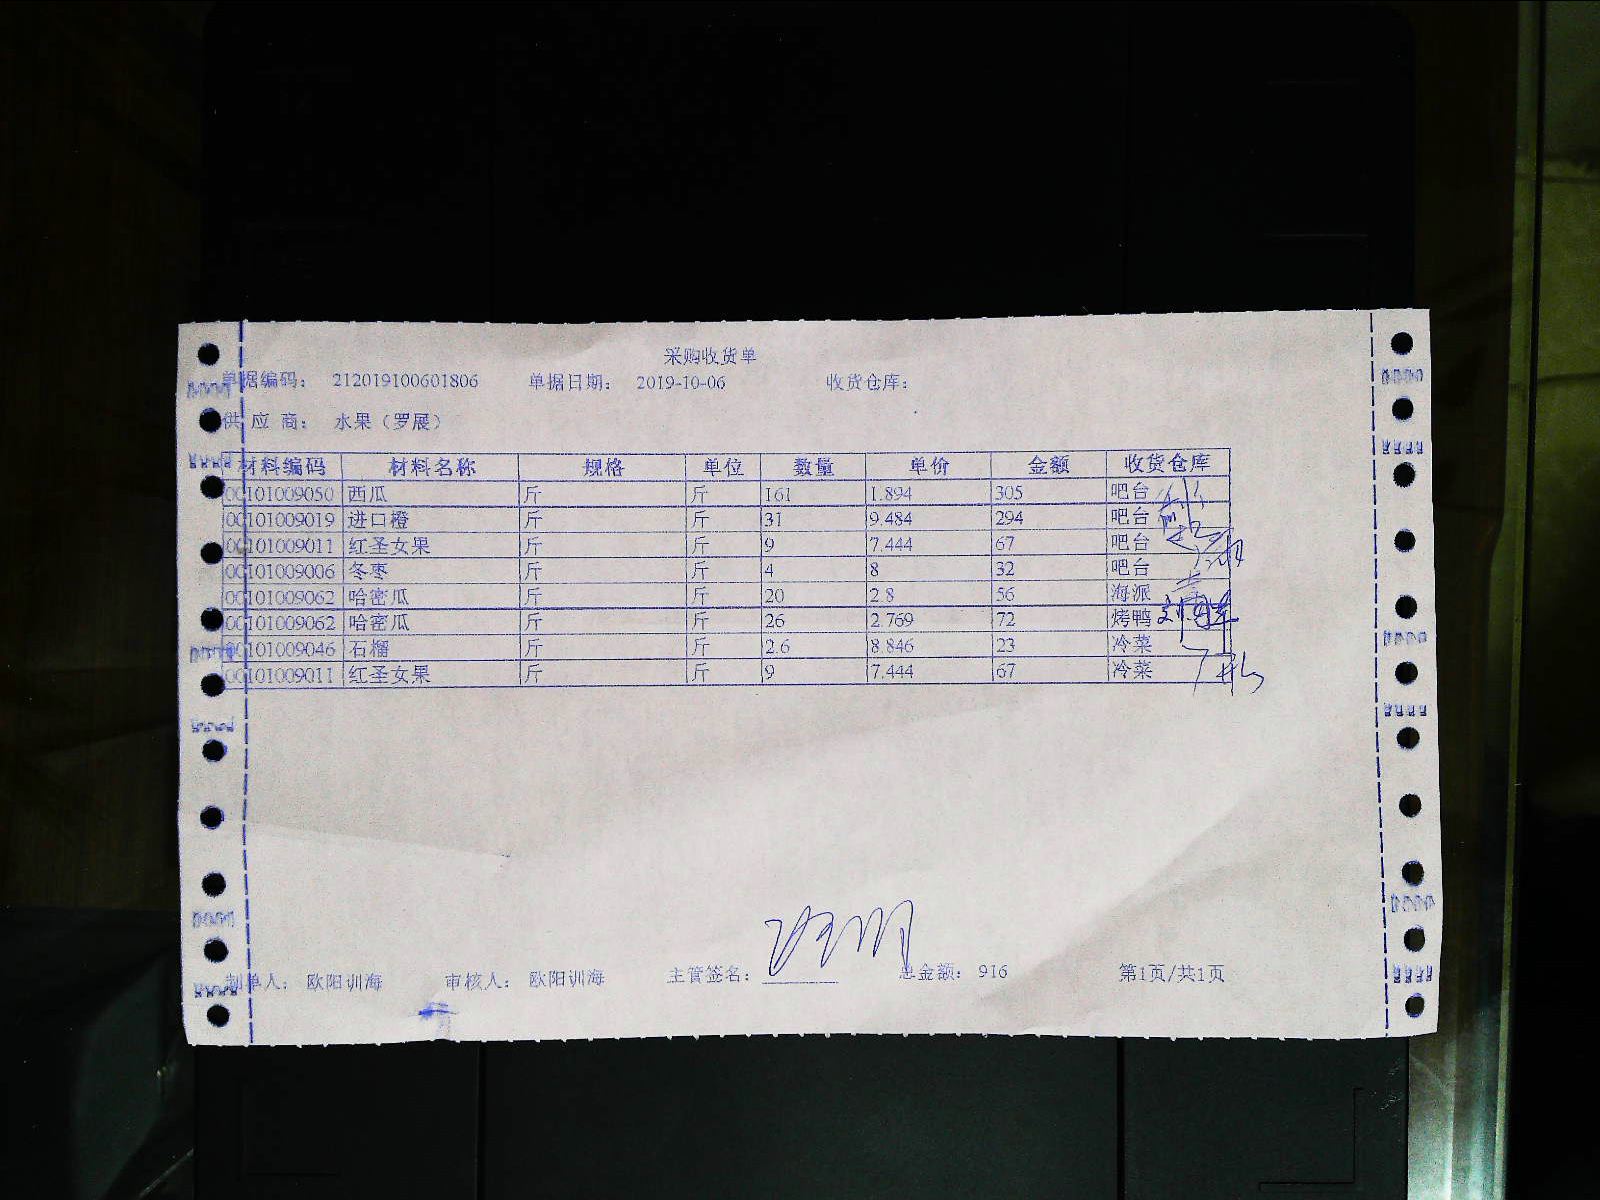 采购收货单
单据编码： 212019100601806 单据日期： 2019-10-06 收货仓库：
供 应 商： 水果（罗展）
材料编码 材料名称 规格 单位 数量 单价 金额 收货仓库
00101009050 西瓜 斤 斤 161 1.894 305 吧台
00101009019 进口橙 斤 斤 31 9.484 294 吧台
00101009011 红圣女果 斤 斤 9 7.444 67 吧台
00101009006 冬枣 斤 斤 4 8 32 吧台
00101009062 哈密瓜 斤 斤 20 2.8 56 海派
00101009062 哈密瓜 斤 斤 26 2.769 72 烤鸭
00101009046 石榴 斤 斤 2.6 8.846 23 冷菜
00101009011 红圣女果 斤 斤 9 7.444 67 冷菜
制单人： 欧阳训海 审核人： 欧阳训海 主管签名： 总金额： 916 第1页/共1页